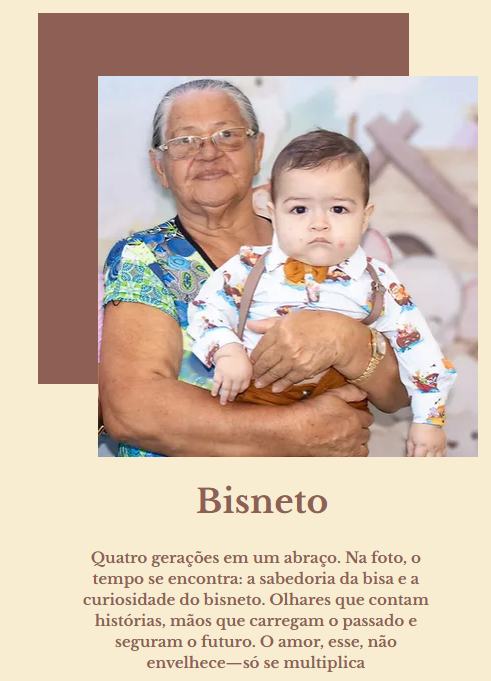 Bisneto
Quatro gerações em um abraço. Na foto, o
tempo se encontra: a sabedoria da bisa e a
curiosidade do bisneto. Olhares que contam
histórias, mãos que carregam o passado e
seguram o futuro. O amor, esse, não
envelhece—só se multiplica